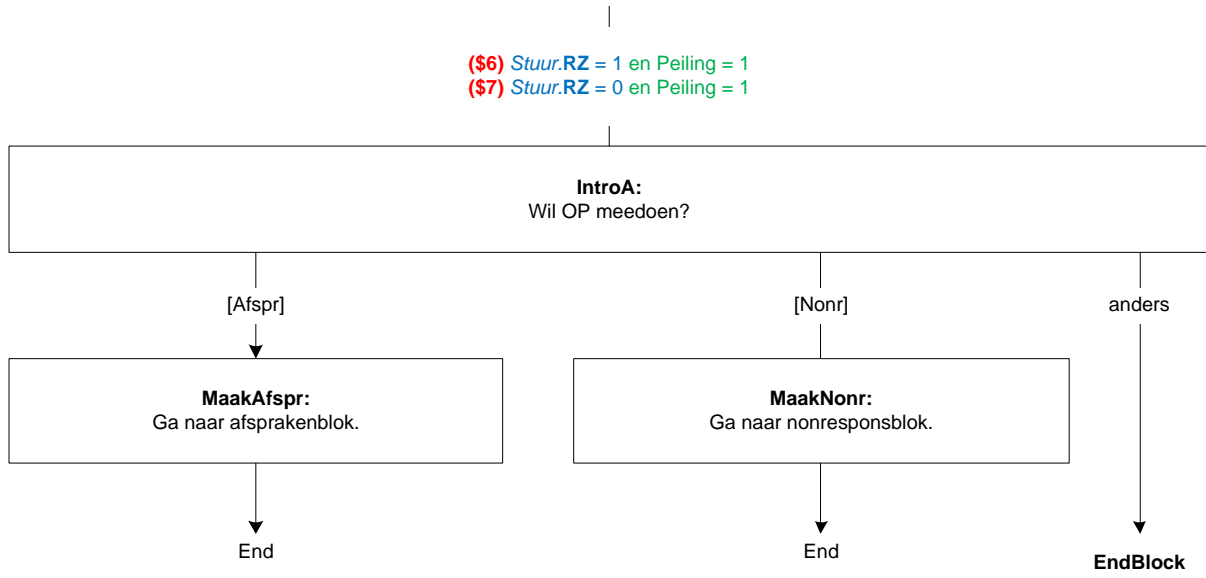 ($6) Stuur.RZ = 1 en Peiling = 1
($7) Stuur.RZ = 0 en Peiling = 1
IntroA:
Wil OP meedoen?
[Afspr]
[Nonr]
anders
MaakAfspr:
Ga naar afsprakenblok.
MaakNonr:
Ga naar nonresponsblok.
End
End
EndBlock